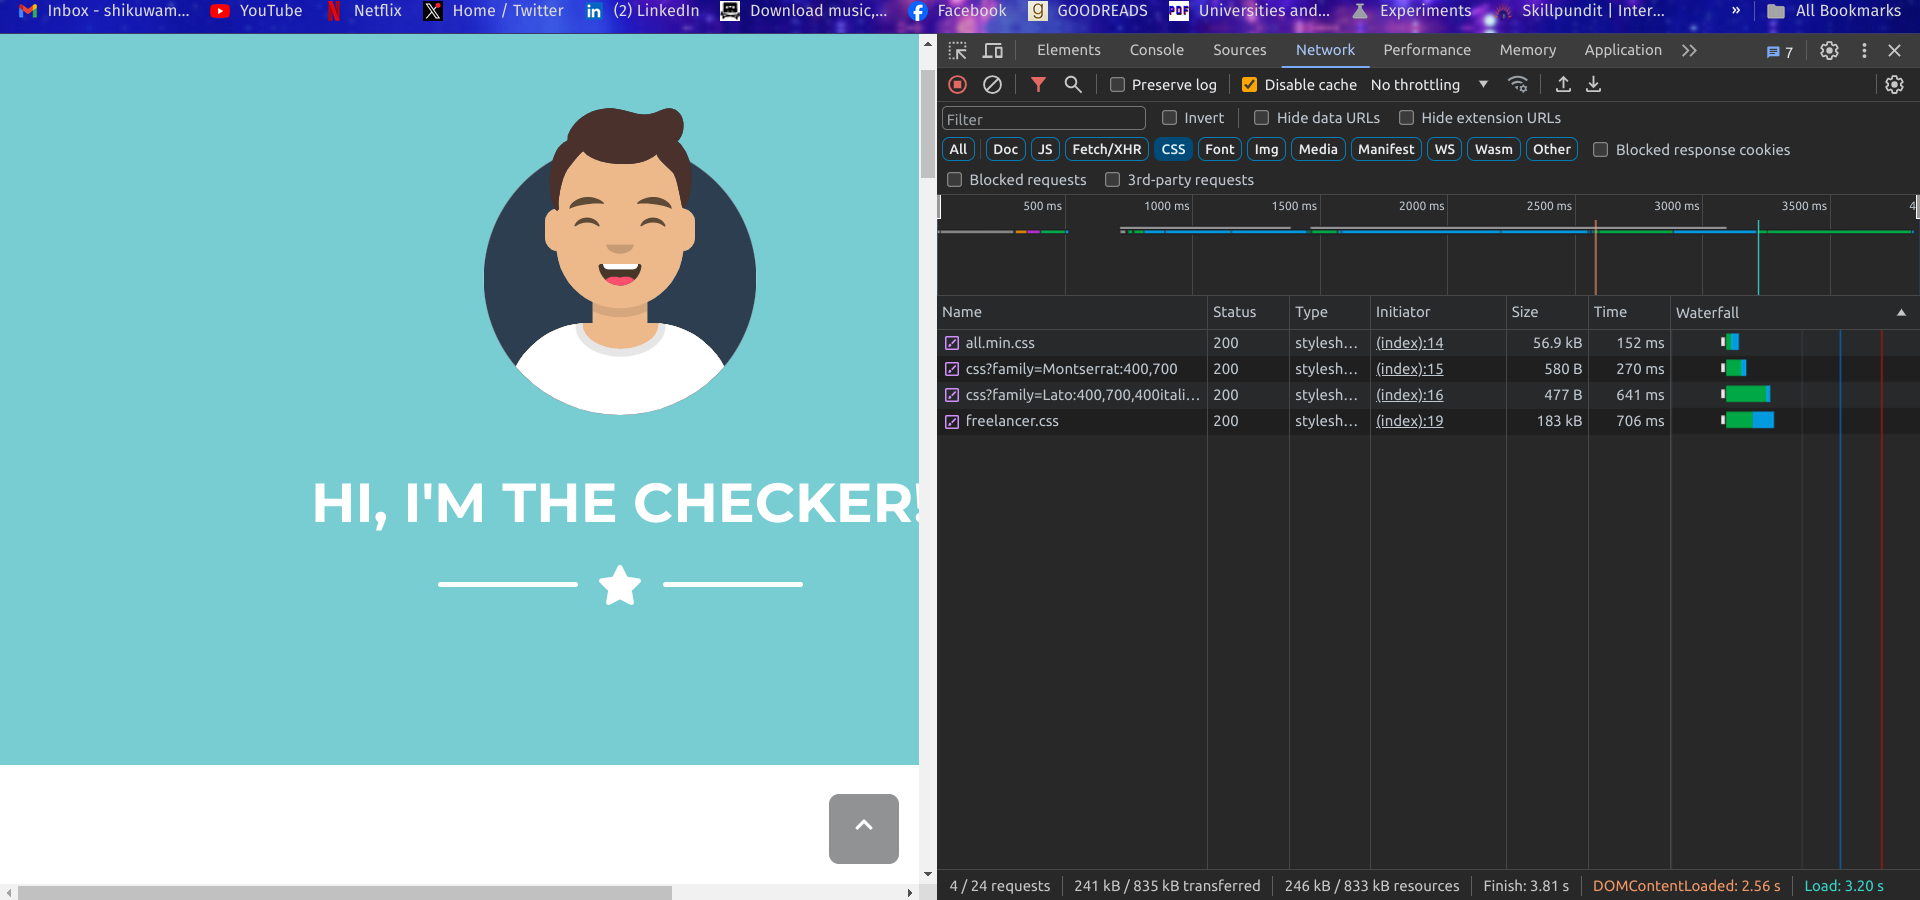 Inbox - shikuwam... YouTube Netflix Home / Twitter (2) LinkedIn Download music,... Facebook GOODREADS Universities and... Experiments Skillpundit | Inter... » All Bookmarks
HI, I'M THE CHECKER!
Elements Console Sources Network Performance Memory Application 7
Preserve log Disable cache No throttling
Filter Invert Hide data URLs Hide extension URLs
All Doc JS Fetch/XHR CSS Font Img Media Manifest WS Wasm Other Blocked response cookies
Blocked requests 3rd-party requests
500 ms 1000 ms 1500 ms 2000 ms 2500 ms 3000 ms 3500 ms 4
Name Status Type Initiator Size Time Waterfall
all.min.css 200 stylesh... (index):14 56.9 kB 152 ms
css?family=Montserrat:400,700 200 stylesh... (index):15 580 B 270 ms
css?family=Lato:400,700,400itali... 200 stylesh... (index):16 477 B 641 ms
freelancer.css 200 stylesh... (index):19 183 kB 706 ms
4 / 24 requests 241 kB / 835 kB transferred 246 kB / 833 kB resources Finish: 3.81 s DOMContentLoaded: 2.56 s Load: 3.20 s